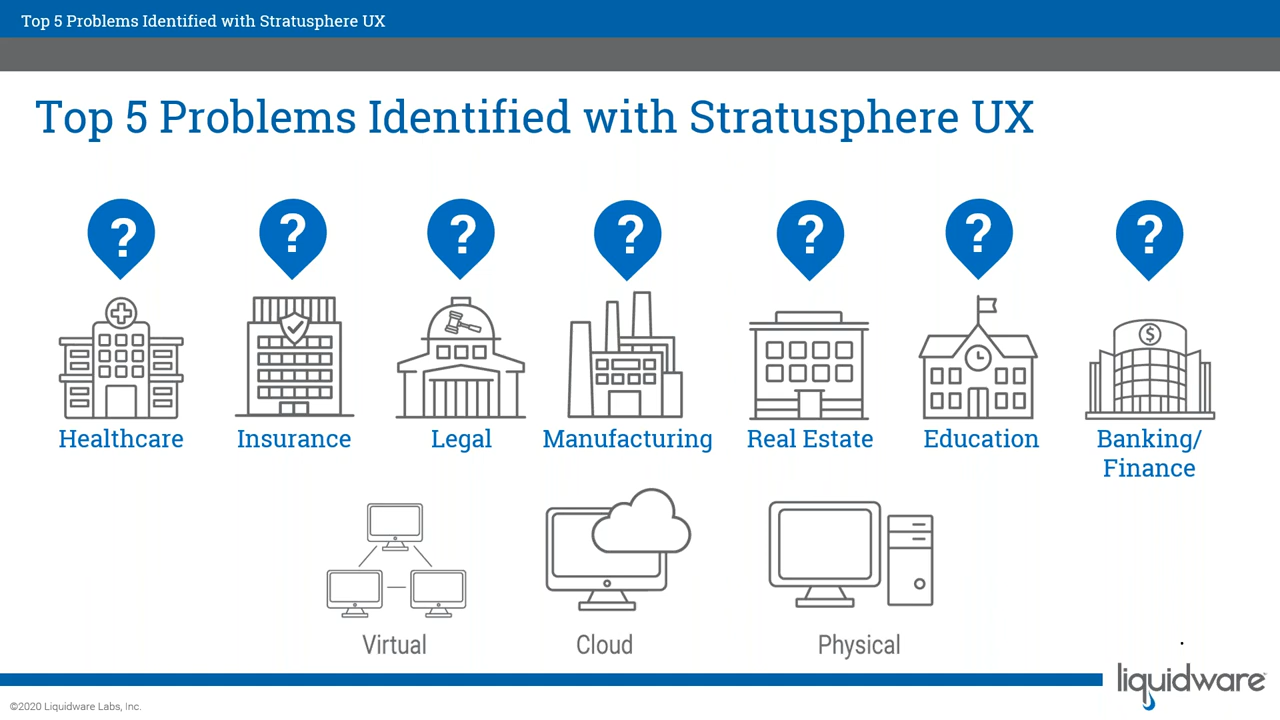 Top 5 Problems Identified with Stratusphere UX
Top 5 Problems Identified with Stratusphere UX
? ? ? ? ? ? ?
$
Healthcare Insurance Legal Manufacturing Real Estate Education Banking/
Finance
Virtual Cloud Physical
liquidware™
©2020 Liquidware Labs, Inc.